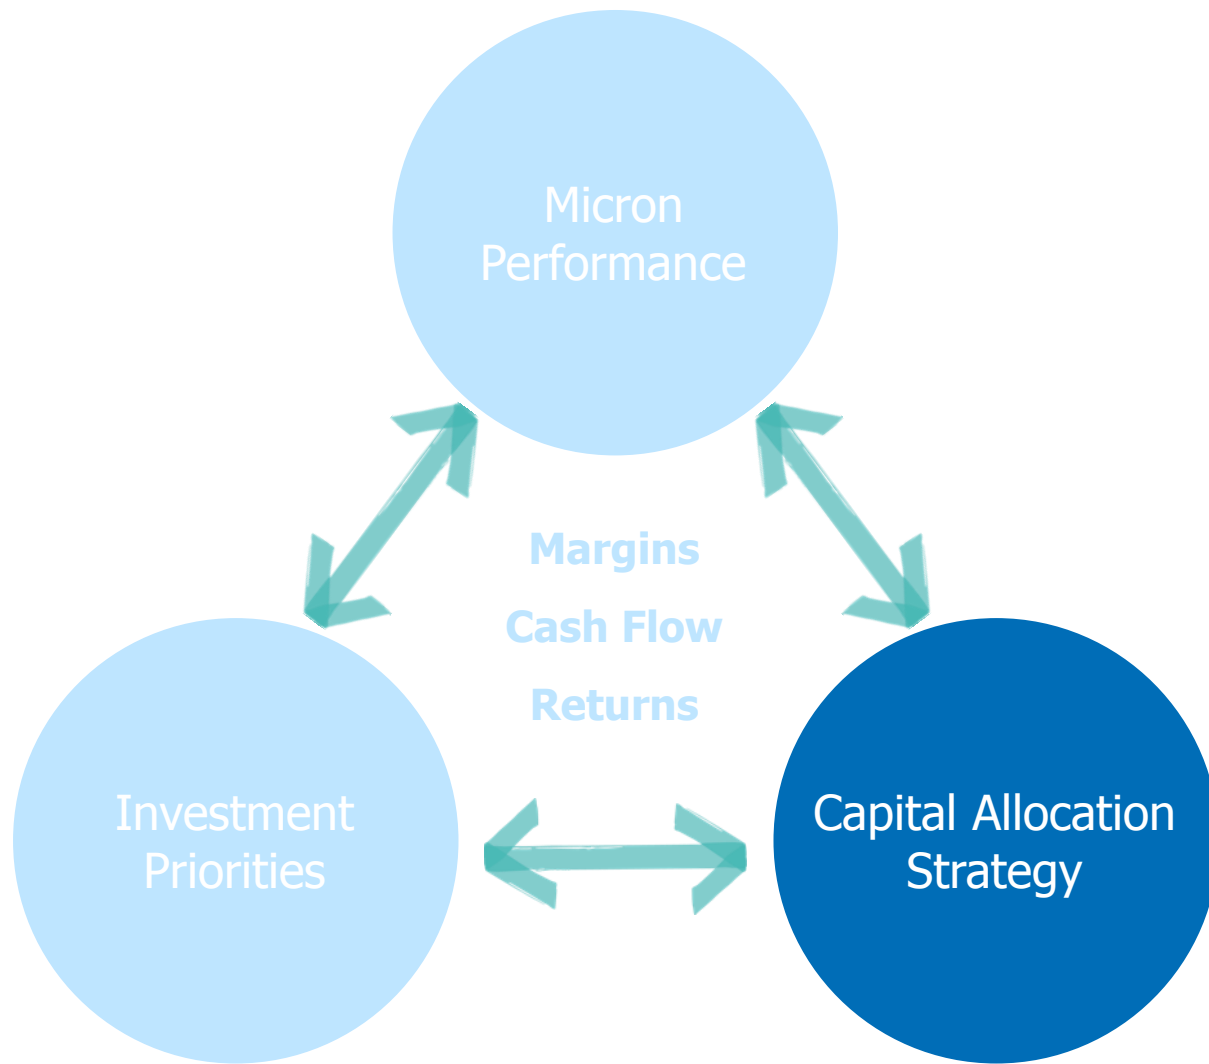 Micron
Performance
Margins
Cash Flow
Returns
Investment
Priorities
Capital Allocation
Strategy